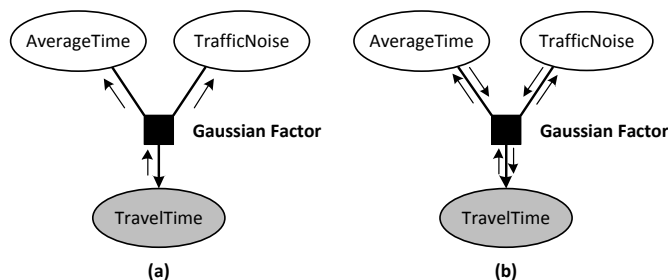 AverageTime
TrafficNoise
Gaussian Factor
TravelTime
(a)
AverageTime
TrafficNoise
Gaussian Factor
TravelTime
(b)